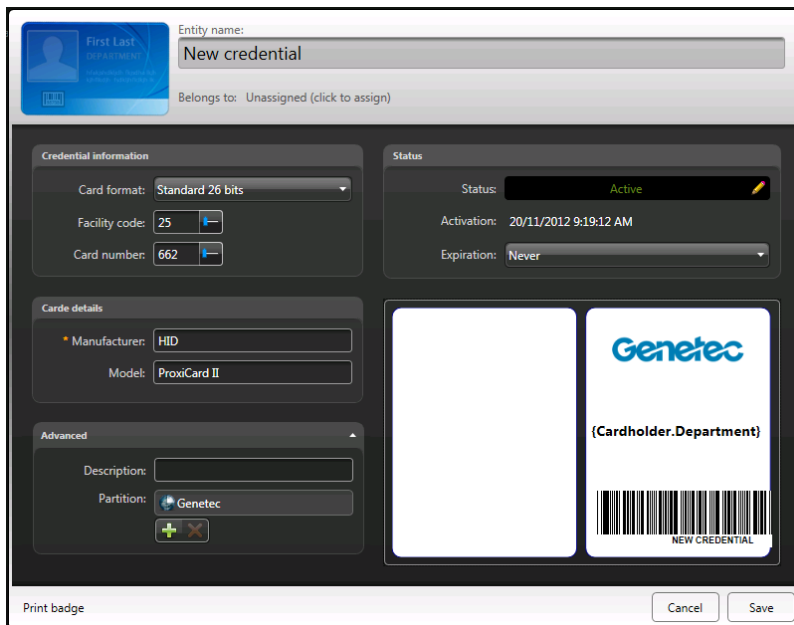 First Last
DEPARTMENT
Entity name:
New credential
Belongs to: Unassigned (click to assign)
Credential information
Card format: Standard 26 bits
Facility code: 25
Card number: 662
Status
Status: Active
Activation: 20/11/2012 9:19:12 AM
Expiration: Never
Carde details
* Manufacturer: HID
Model: ProxiCard II
Advanced
Description:
Partition: Genetec
Genetec
{Cardholder.Department}
NEW CREDENTIAL
Print badge
Cancel
Save